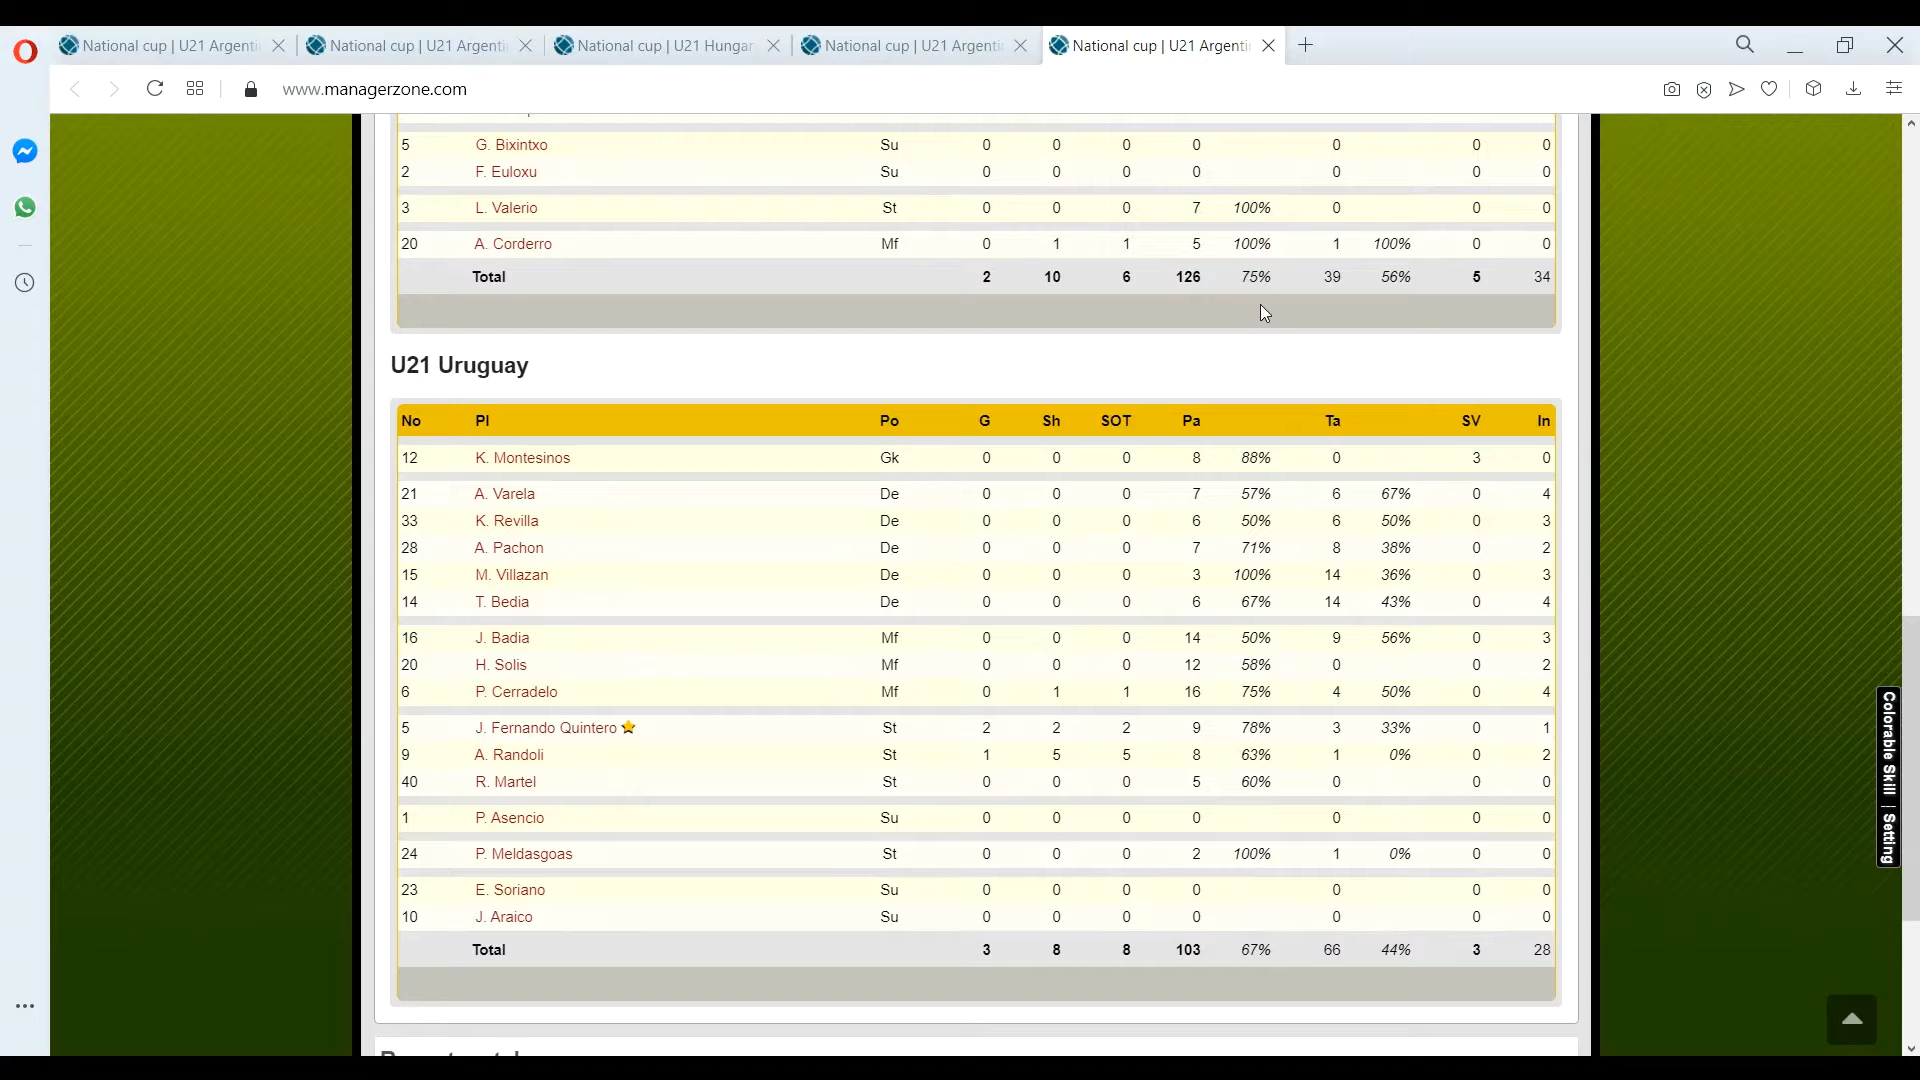 National cup | U21 Argenti National cup | U21 Argenti National cup | U21 Hungar National cup | U21 Argenti National cup | U21 Argentin
www.managerzone.com
5 G. Bixintxo Su 0 0 0 0 0 0 0
2 F. Euloxu Su 0 0 0 0 0 0 0
3 L. Valerio St 0 0 0 7 100% 0 0 0
20 A. Corderro Mf 0 1 1 5 100% 1 100% 0 0
Total 2 10 6 126 75% 39 56% 5 34
U21 Uruguay
No Pl Po G Sh SOT Pa Ta SV In
12 K. Montesinos Gk 0 0 0 8 88% 0 3 0
21 A. Varela De 0 0 0 7 57% 6 67% 0 4
33 K. Revilla De 0 0 0 6 50% 6 50% 0 3
28 A. Pachon De 0 0 0 7 71% 8 38% 0 2
15 M. Villazan De 0 0 0 3 100% 14 36% 0 3
14 T. Bedia De 0 0 0 6 67% 14 43% 0 4
16 J. Badia Mf 0 0 0 14 50% 9 56% 0 3
20 H. Solis Mf 0 0 0 12 58% 0 0 2
6 P. Cerradelo Mf 0 1 1 16 75% 4 50% 0 4
5 J. Fernando Quintero St 2 2 2 9 78% 3 33% 0 1
9 A. Randoli St 1 5 5 8 63% 1 0% 0 2
40 R. Martel St 0 0 0 5 60% 0 0 0
1 P. Asencio Su 0 0 0 0 0 0 0
24 P. Meldasgoas St 0 0 0 2 100% 1 0% 0 0
23 E. Soriano Su 0 0 0 0 0 0 0
10 J. Araico Su 0 0 0 0 0 0 0
Total 3 8 8 103 67% 66 44% 3 28
Colorable Skill | Setting